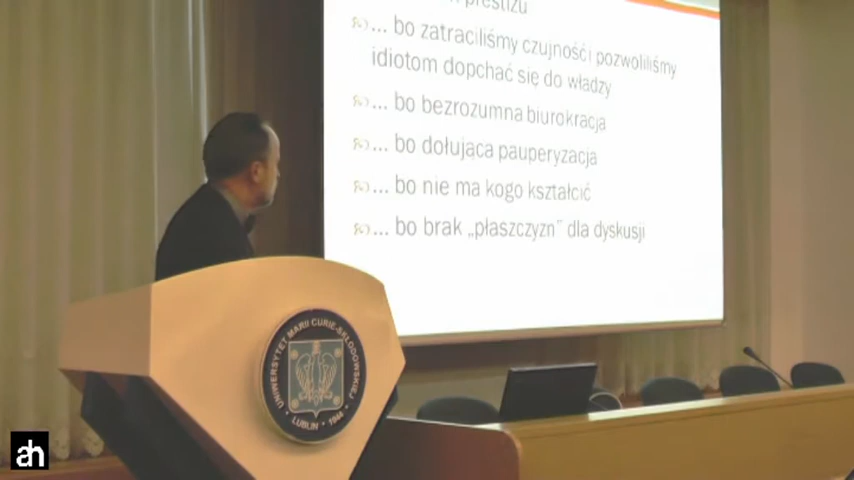 prestiżu
... bo zatraciliśmy czujność i pozwoliliśmy
idiotom dopchać się do władzy
... bo bezrozumna biurokracja
... bo dołująca pauperyzacja
... bo nie ma kogo kształcić
... bo brak „płaszczyzn” dla dyskusji
UNIWERSYTET MARII CURIE-SKŁODOWSKIEJ
LUBLIN • 1944
ah